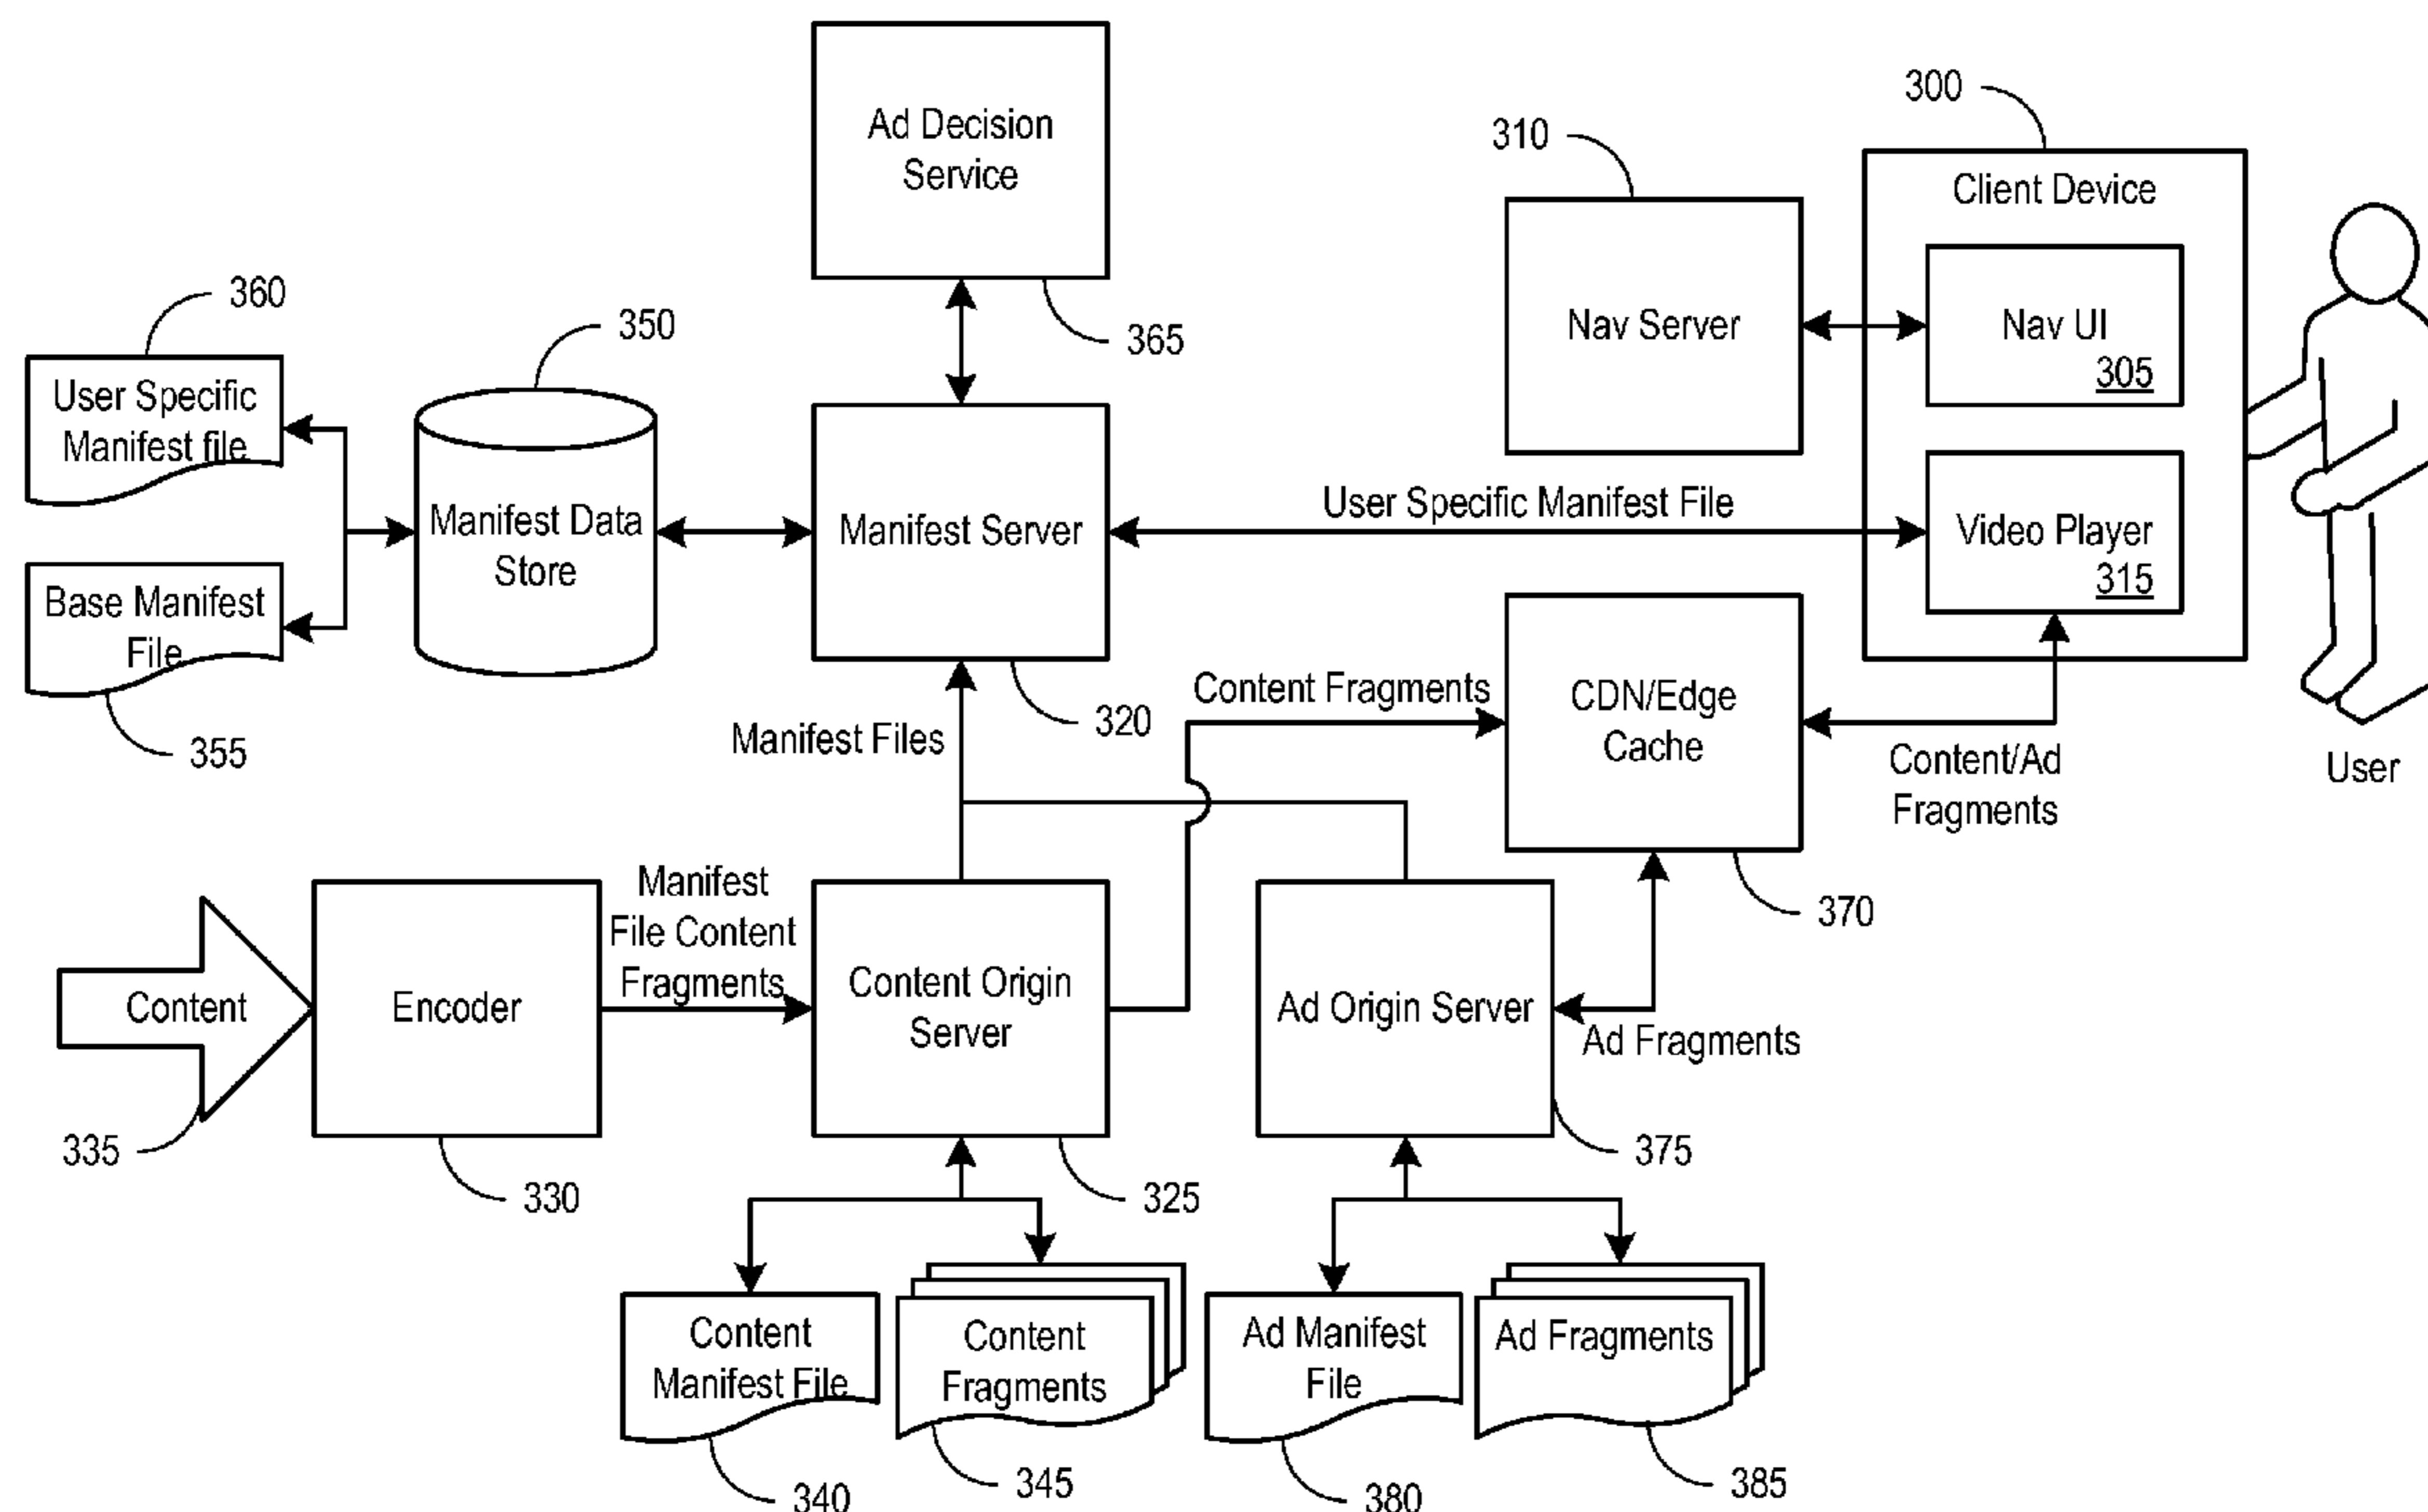 Ad Decision
Service
365
300
Client Device
310
Nav Server
Nav UI
305
Video Player
315
User
360
User Specific
Manifest file
350
Manifest Data
Store
Base Manifest
File
355
Manifest Server
320
User Specific Manifest File
Manifest Files
Content Fragments
CDN/Edge
Cache
370
Content/Ad
Fragments
Content
335
Encoder
330
Manifest
File Content
Fragments
Content Origin
Server
325
Ad Origin Server
375
Ad Fragments
Content
Manifest File
340
Content
Fragments
345
Ad Manifest
File
380
Ad Fragments
385